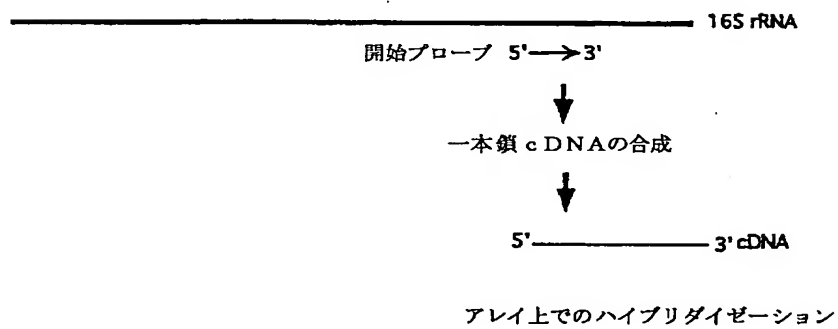 16S rRNA
開始プローブ 5'→3'
一本鎖cDNAの合成
5' 3' cDNA
アレイ上でのハイブリダイゼーション